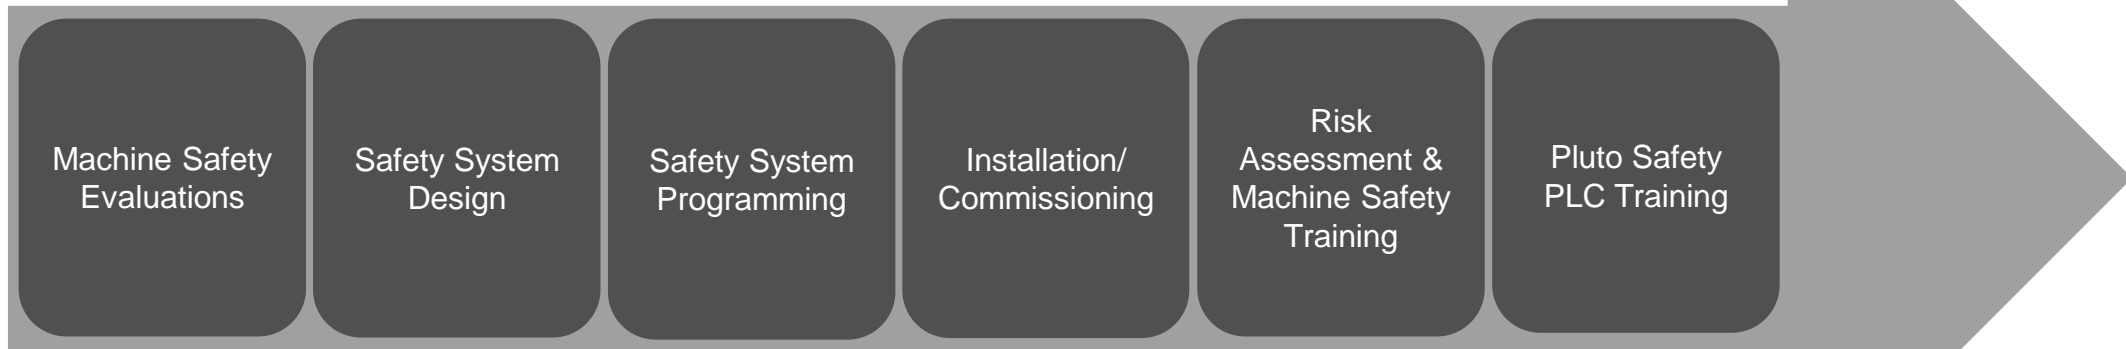 Machine Safety
Evaluations
Safety System
Design
Safety System
Programming
Installation/
Commissioning
Risk
Assessment &
Machine Safety
Training
Pluto Safety
PLC Training